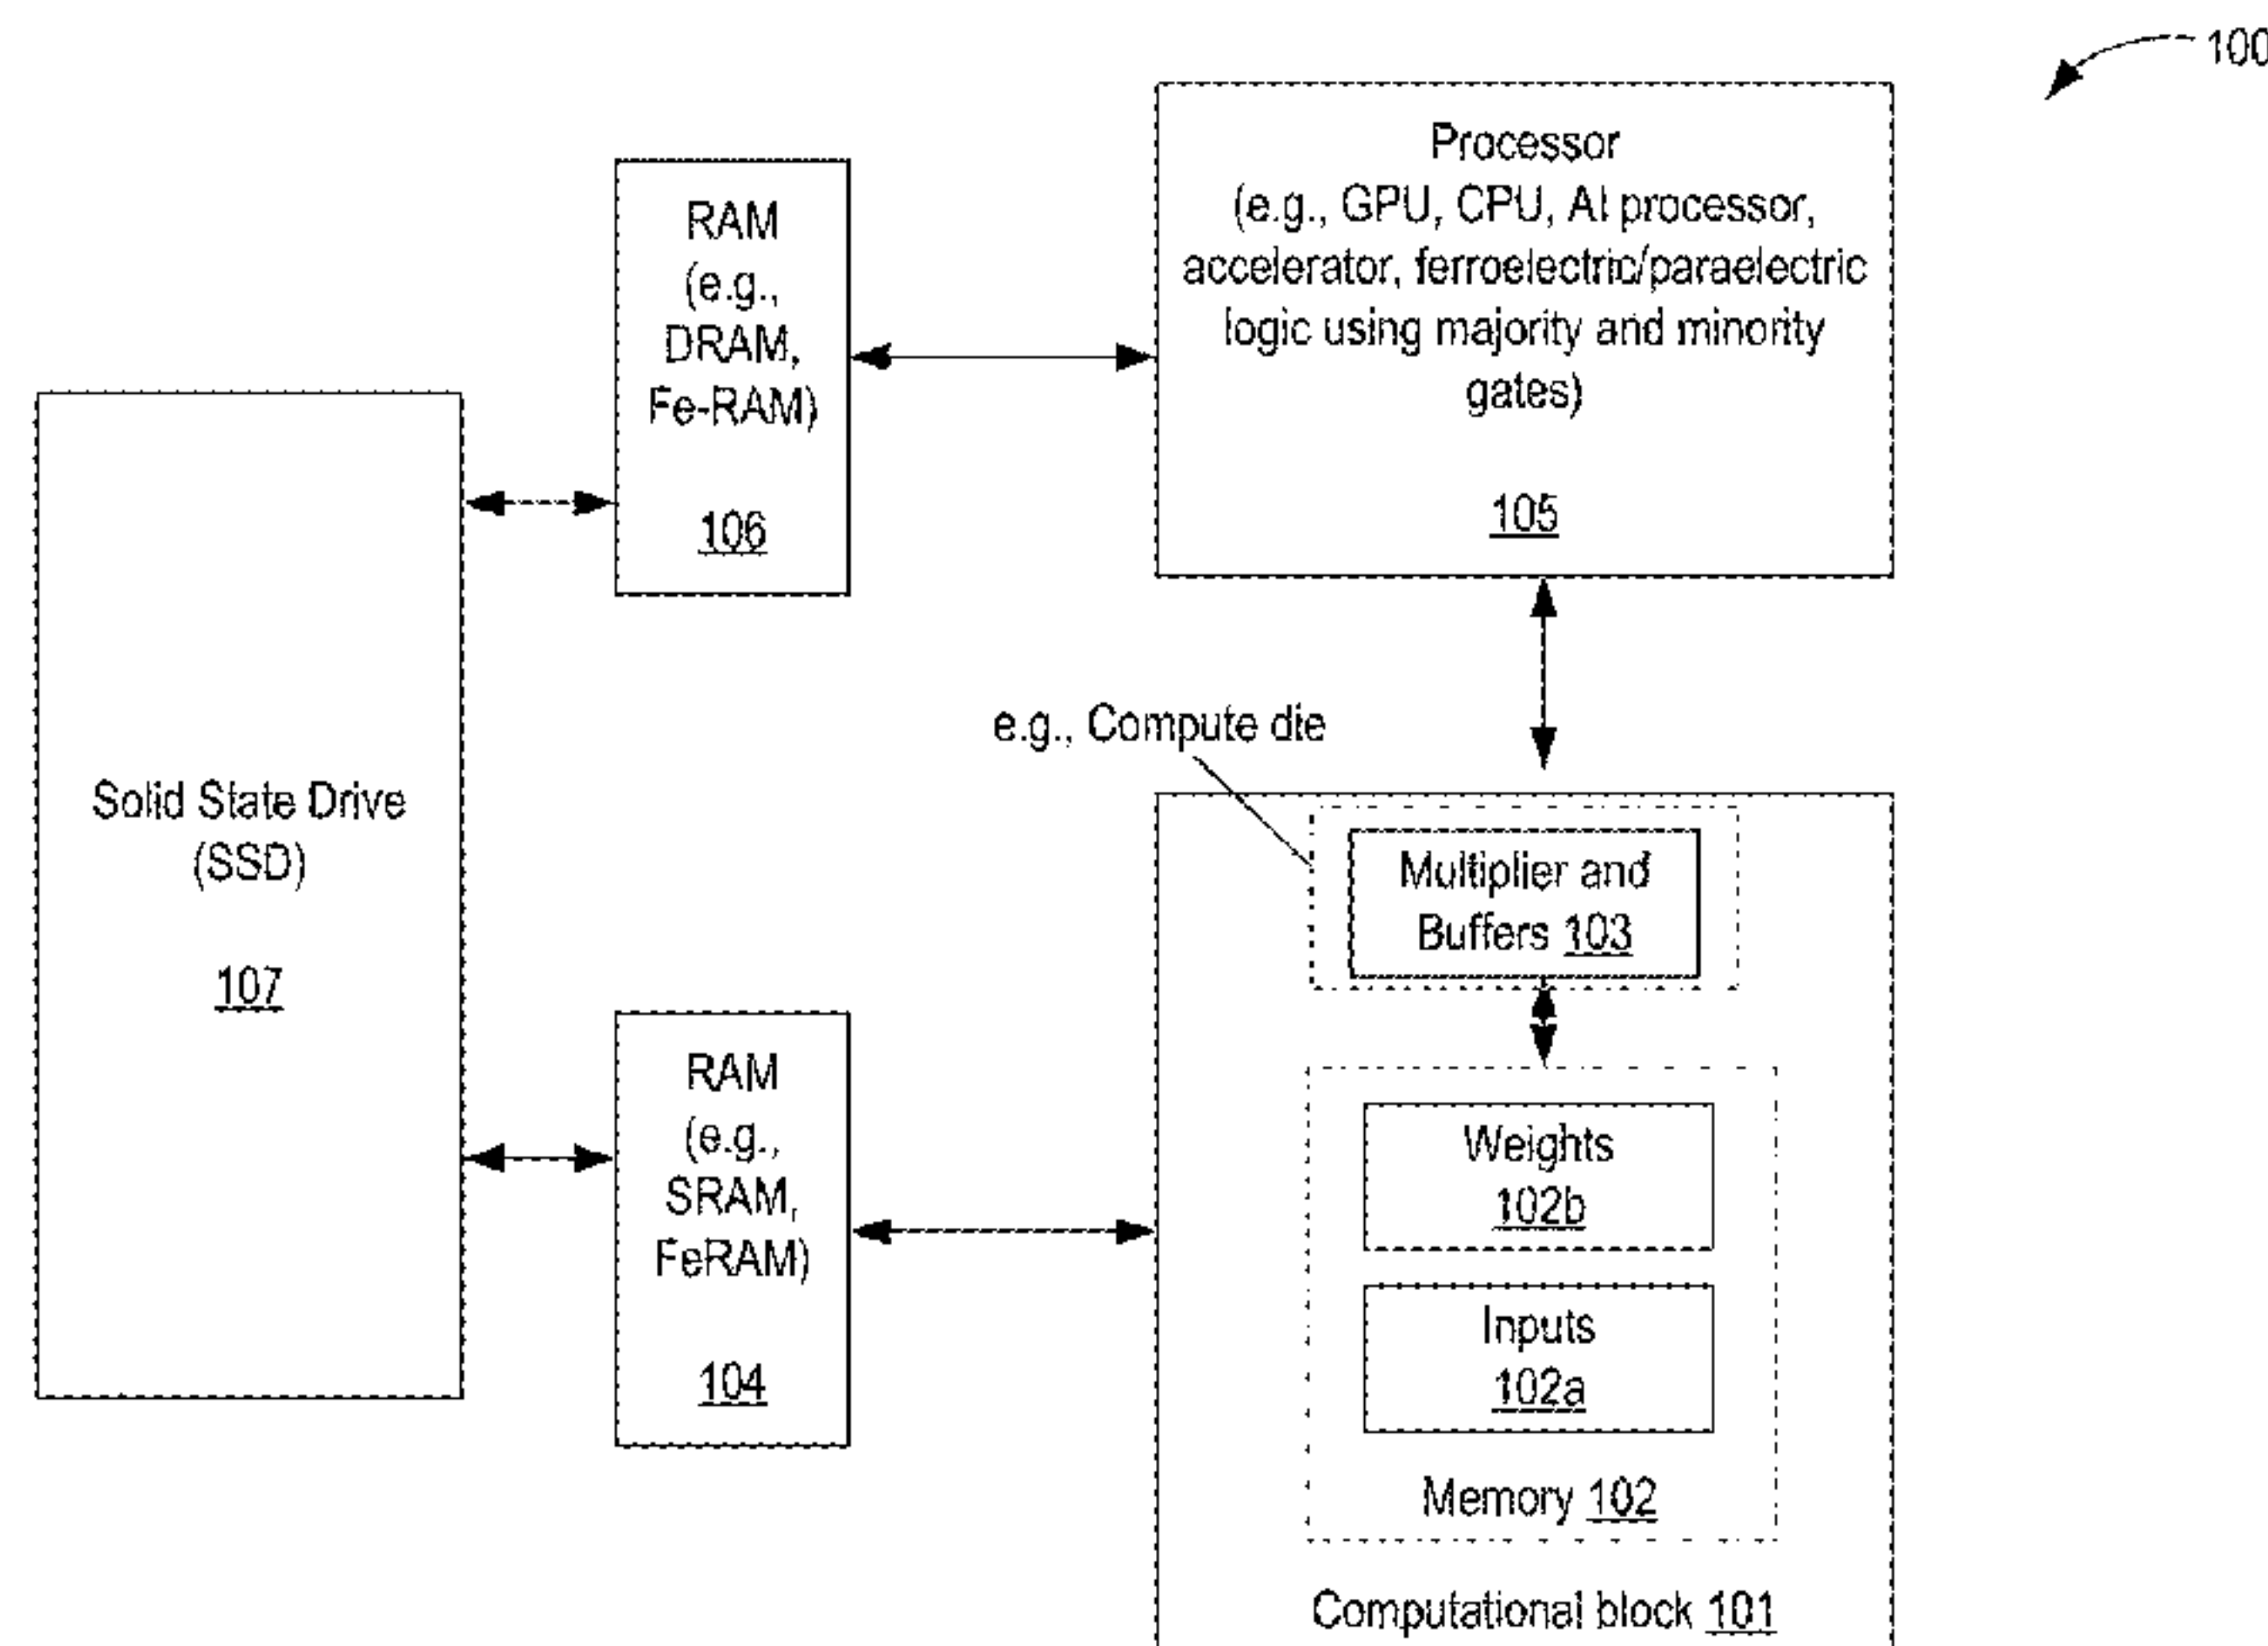 100
Processor
(e.g., GPU, CPU, AI processor,
accelerator, ferroelectric/paraelectric
logic using majority and minority
gates)
105
RAM
(e.g.,
DRAM,
Fe-RAM)
106
Solid State Drive
(SSD)
107
e.g., Compute die
Multiplier and
Buffers 103
RAM
(e.g.,
SRAM,
FeRAM)
104
Weights
102b
Inputs
102a
Memory 102
Computational block 101